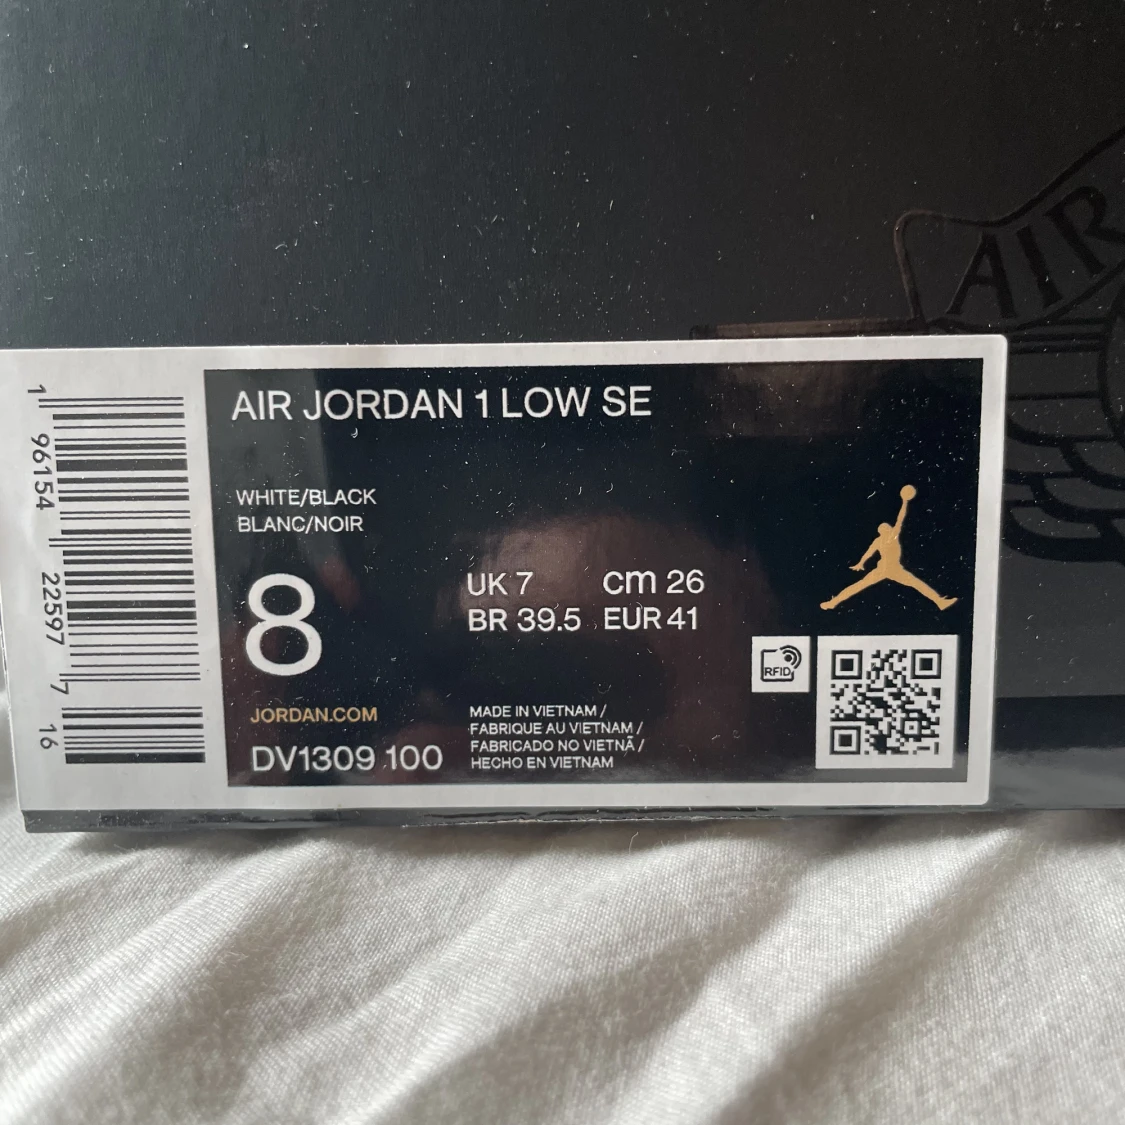 AIR
1 96154 22597 7 16
AIR JORDAN 1 LOW SE
WHITE/BLACK
BLANC/NOIR
8
UK 7 cm 26
BR 39.5 EUR 41
RFID
JORDAN.COM
DV1309 100
MADE IN VIETNAM /
FABRIQUE AU VIETNAM /
FABRICADO NO VIETNÃ /
HECHO EN VIETNAM